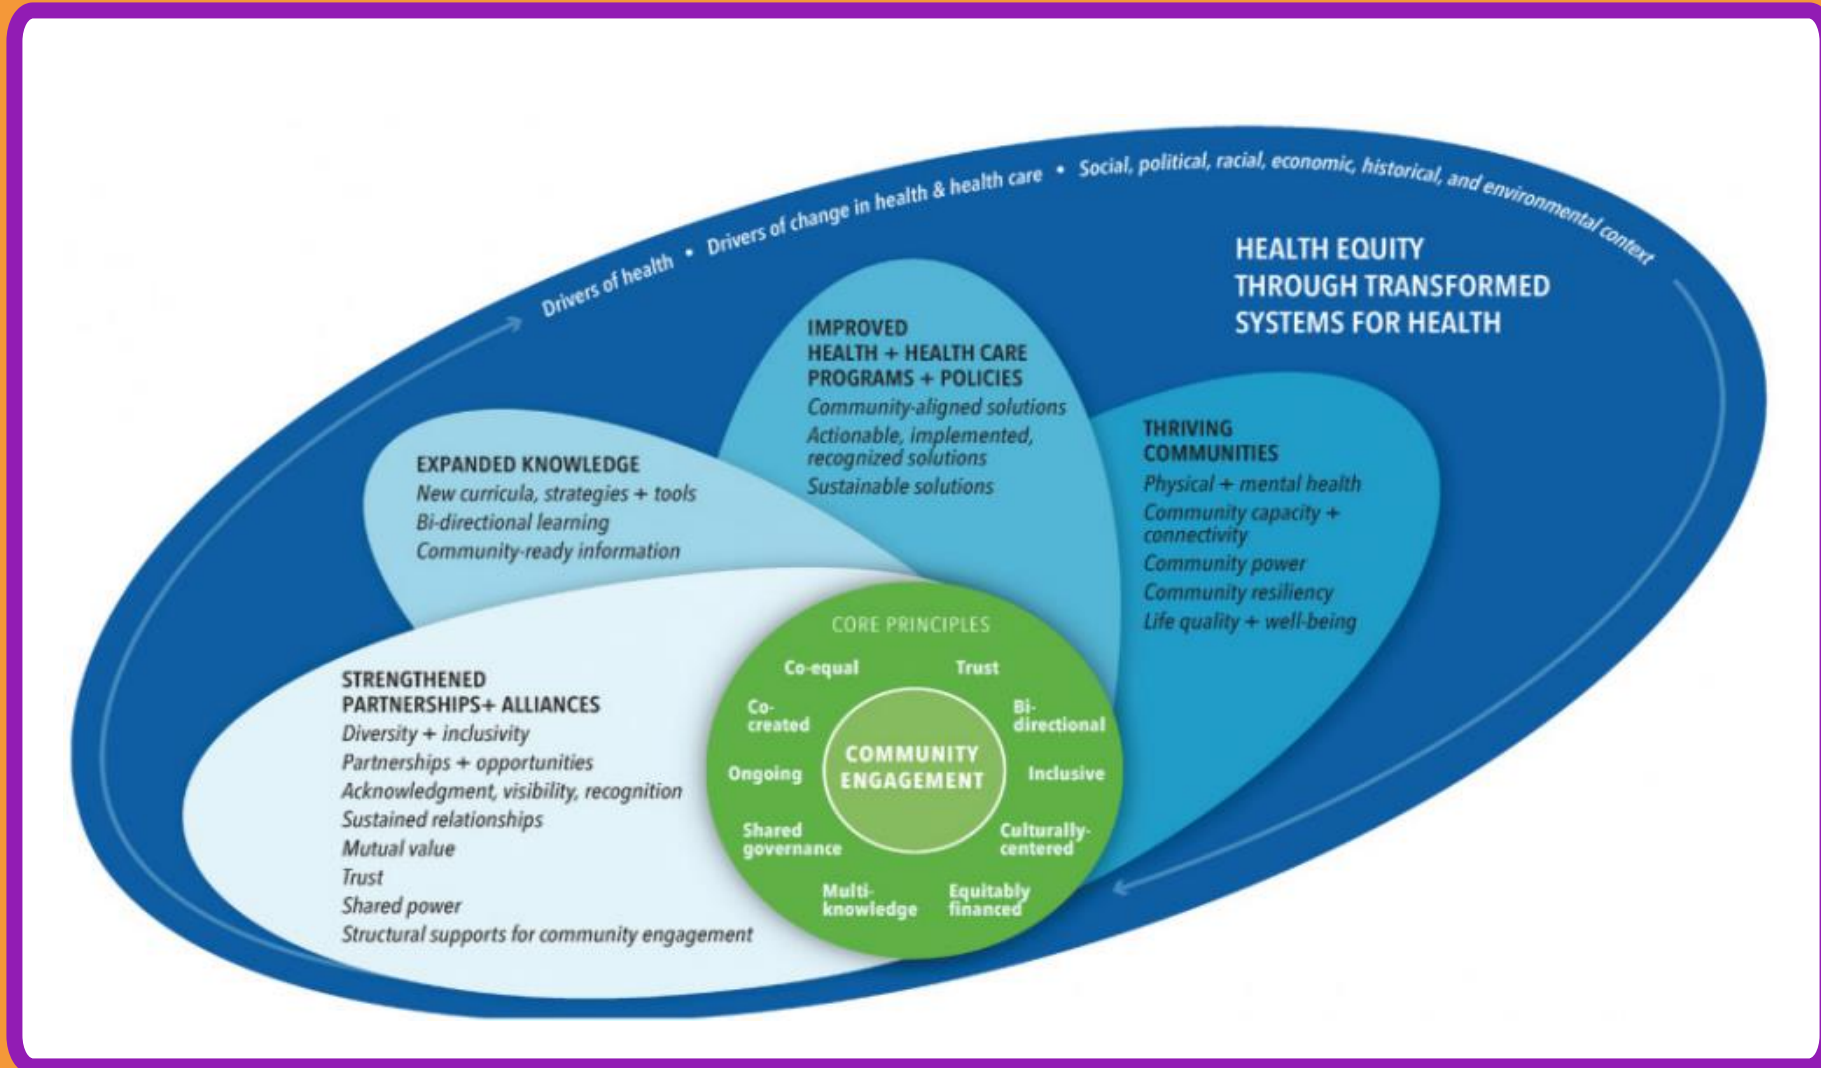 Drivers of health • Drivers of change in health & health care • Social, political, racial, economic, historical, and environmental context
HEALTH EQUITY
THROUGH TRANSFORMED
SYSTEMS FOR HEALTH
IMPROVED
HEALTH + HEALTH CARE
PROGRAMS + POLICIES
Community-aligned solutions
Actionable, implemented,
recognized solutions
Sustainable solutions
THRIVING
COMMUNITIES
Physical + mental health
Community capacity +
connectivity
Community power
Community resiliency
Life quality + well-being
EXPANDED KNOWLEDGE
New curricula, strategies + tools
Bi-directional learning
Community-ready information
STRENGTHENED
PARTNERSHIPS+ ALLIANCES
Diversity + inclusivity
Partnerships + opportunities
Acknowledgment, visibility, recognition
Sustained relationships
Mutual value
Trust
Shared power
Structural supports for community engagement
CORE PRINCIPLES
Co-equal
Trust
Co-
created
Bi-
directional
Ongoing
Inclusive
Shared
governance
Culturally-
centered
Multi-
knowledge
Equitably
financed
COMMUNITY
ENGAGEMENT